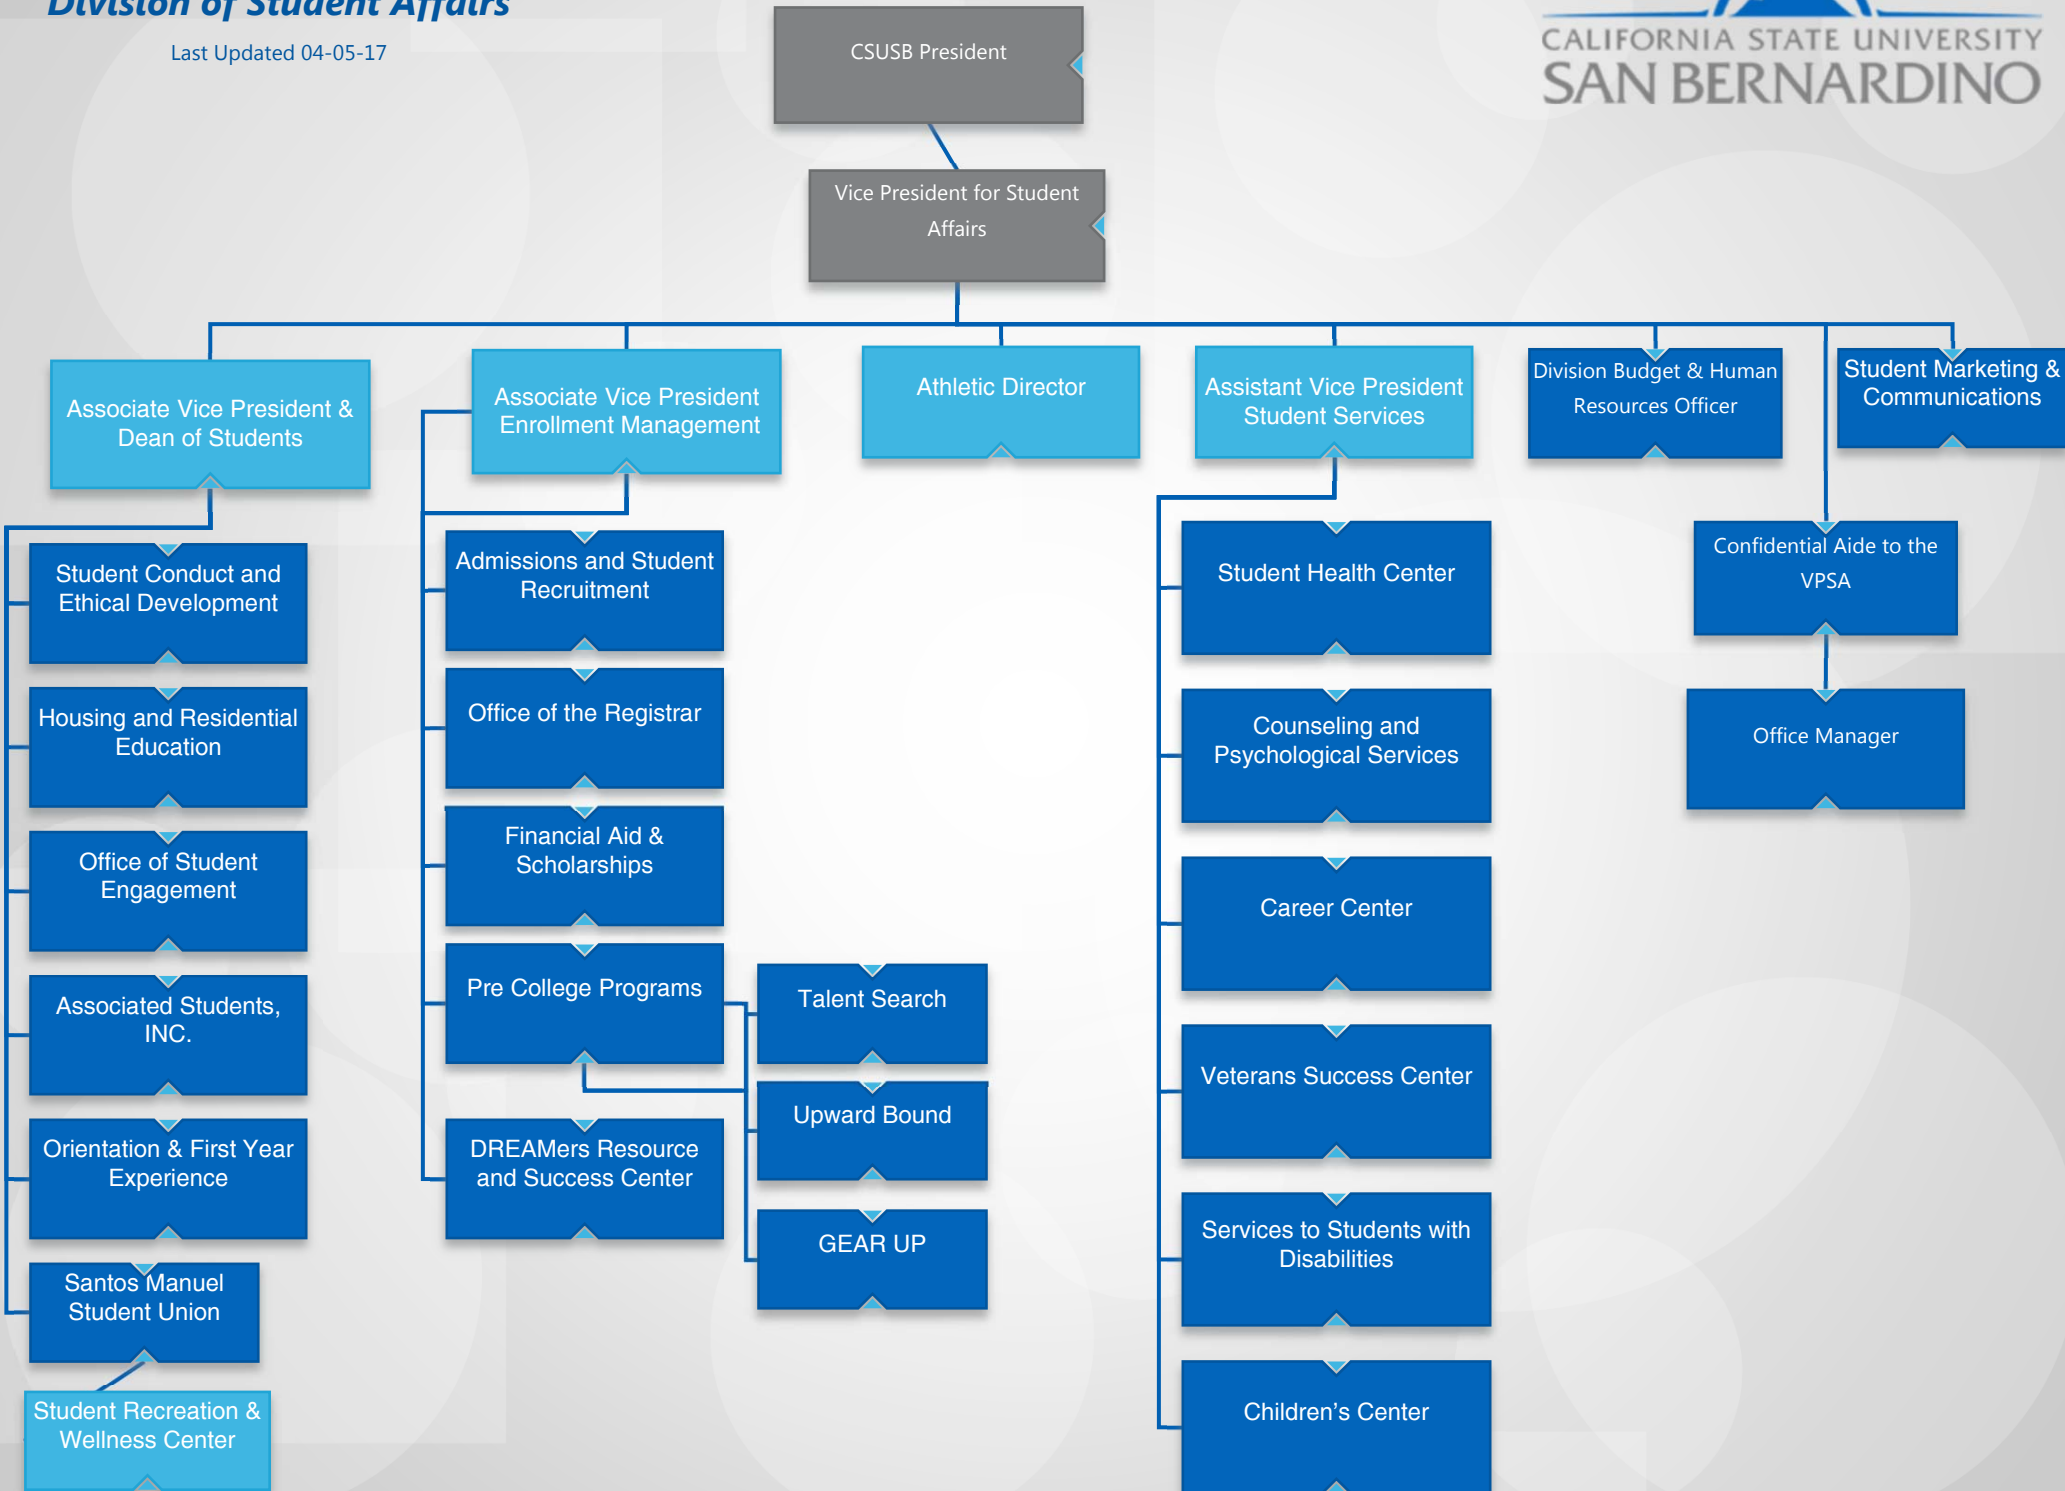 Division of Student Affairs
Last Updated 04-05-17
CALIFORNIA STATE UNIVERSITY
SAN BERNARDINO
CSUSB President
Vice President for Student
Affairs
Associate Vice President &
Dean of Students
Associate Vice President
Enrollment Management
Athletic Director
Assistant Vice President
Student Services
Division Budget & Human
Resources Officer
Student Marketing &
Communications
Student Conduct and
Ethical Development
Housing and Residential
Education
Office of Student
Engagement
Associated Students,
INC.
Orientation & First Year
Experience
Santos Manuel
Student Union
Student Recreation &
Wellness Center
Admissions and Student
Recruitment
Office of the Registrar
Financial Aid &
Scholarships
Pre College Programs
DREAMers Resource
and Success Center
Talent Search
Upward Bound
GEAR UP
Student Health Center
Counseling and
Psychological Services
Career Center
Veterans Success Center
Services to Students with
Disabilities
Children’s Center
Confidential Aide to the
VPSA
Office Manager